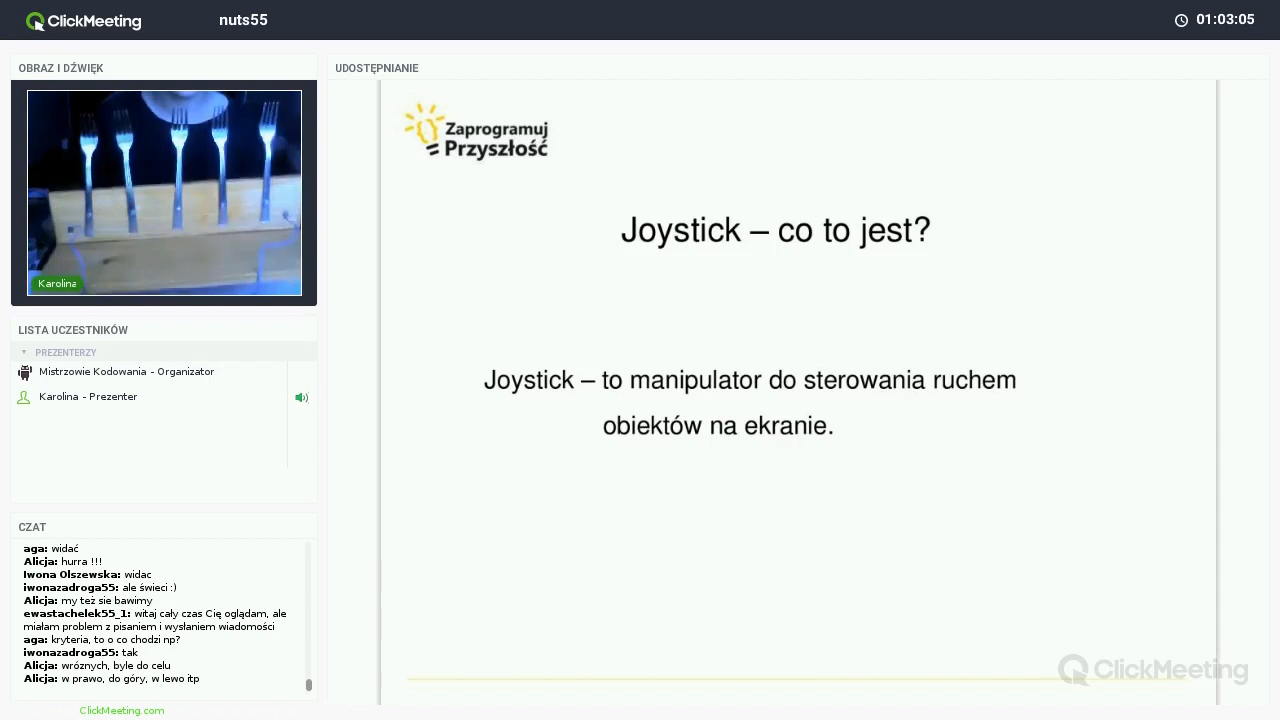 ClickMeeting
nuts55
01:03:05
OBRAZ I DŹWIĘK
Karolina
LISTA UCZESTNIKÓW
PREZENTERZY
Mistrzowie Kodowania - Organizator
Karolina - Prezenter
CZAT
aga: widać
Alicja: hurra !!!
Iwona Olszewska: widac
iwonazadroga55: ale świeci :)
Alicja: my też sie bawimy
ewastachelek55_1: witaj cały czas Cię oglądam, ale
miałam problem z pisaniem i wysłaniem wiadomości
aga: kryteria, to o co chodzi np?
iwonazadroga55: tak
Alicja: wróznych, byle do celu
Alicja: w prawo, do góry, w lewo itp
ClickMeeting.com
UDOSTĘPNIANIE
Zaprogramuj
Przyszłość
Joystick – co to jest?
Joystick – to manipulator do sterowania ruchem
obiektów na ekranie.
ClickMeeting